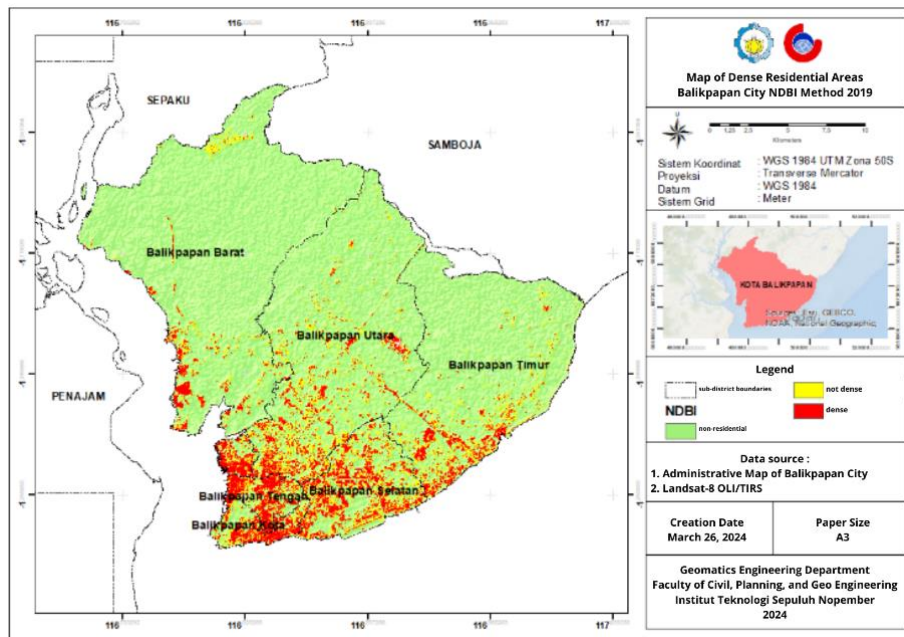 116
116
116
116
117
SEPAKU
SAMBOJA
Balikpapan Barat
Balikpapan Utara
Balikpapan Timur
PENAJAM
Balikpapan Tengah
Balikpapan Selatan
Balikpapan Kota
116
116
116
116
117
Map of Dense Residential Areas
Balikpapan City NDBI Method 2019
0 1.25 2.5 5 7.5 10
Kilometers
Sistem Koordinat : WGS 1984 UTM Zona 50S
Proyeksi : Transverse Mercator
Datum : WGS 1984
Sistem Grid : Meter
KOTA BALIKPAPAN
NOAA, National Geographic
Legend
sub-district boundaries
not dense
NDBI
dense
non-residential
Data source :
1. Administrative Map of Balikpapan City
2. Landsat-8 OLI/TIRS
Creation Date
March 26, 2024
Paper Size
A3
Geomatics Engineering Department
Faculty of Civil, Planning, and Geo Engineering
Institut Teknologi Sepuluh Nopember
2024